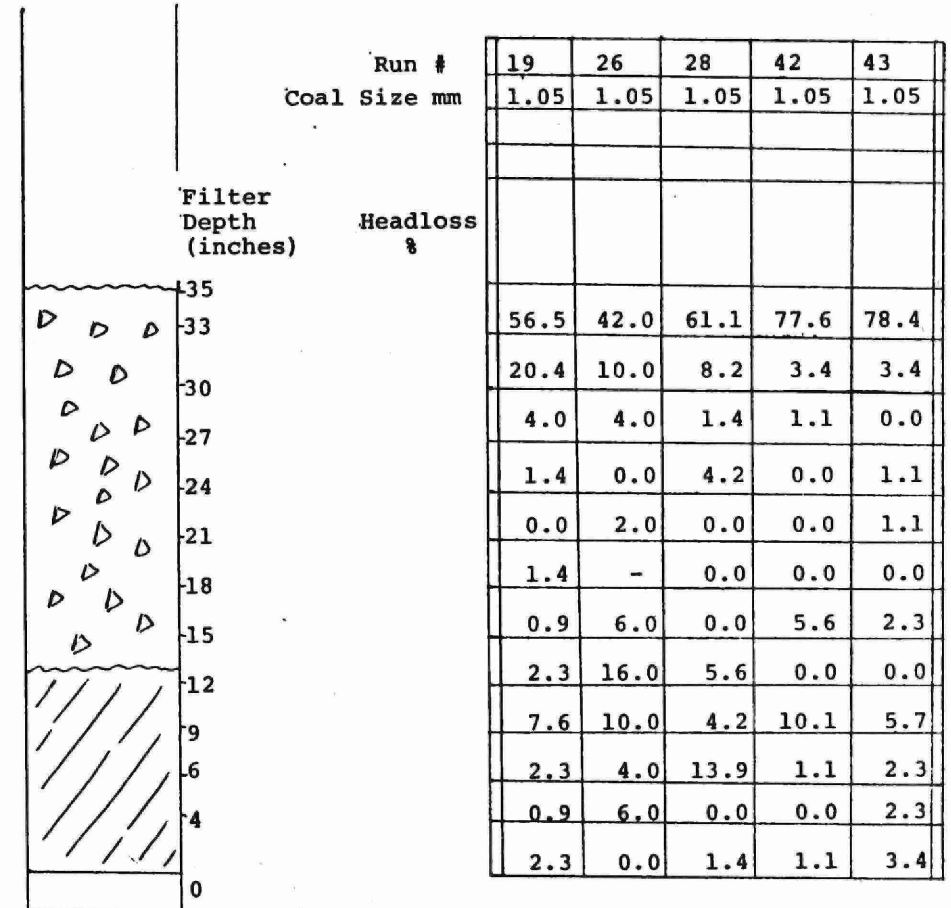 Run # 19 26 28 42 43
Coal Size mm 1.05 1.05 1.05 1.05 1.05
Filter
Depth Headloss
(inches) %
35
33 56.5 42.0 61.1 77.6 78.4
30 20.4 10.0 8.2 3.4 3.4
27 4.0 4.0 1.4 1.1 0.0
24 1.4 0.0 4.2 0.0 1.1
21 0.0 2.0 0.0 0.0 1.1
18 1.4 - 0.0 0.0 0.0
15 0.9 6.0 0.0 5.6 2.3
12 2.3 16.0 5.6 0.0 0.0
9 7.6 10.0 4.2 10.1 5.7
6 2.3 4.0 13.9 1.1 2.3
4 0.9 6.0 0.0 0.0 2.3
2.3 0.0 1.4 1.1 3.4
0